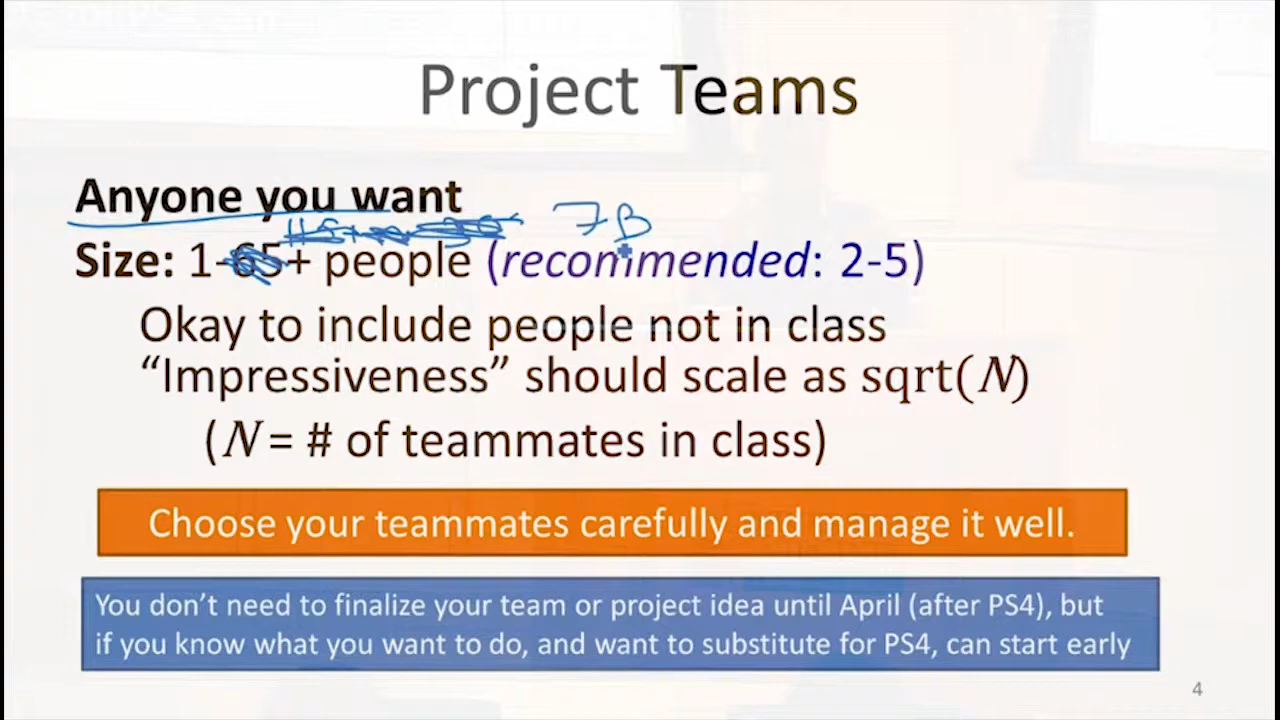 Project Teams
Anyone you want
7B
Size: 1-65+ people (recommended: 2-5)
Okay to include people not in class
“Impressiveness” should scale as sqrt(N)
(N = # of teammates in class)
Choose your teammates carefully and manage it well.
You don’t need to finalize your team or project idea until April (after PS4), but
if you know what you want to do, and want to substitute for PS4, can start early
4